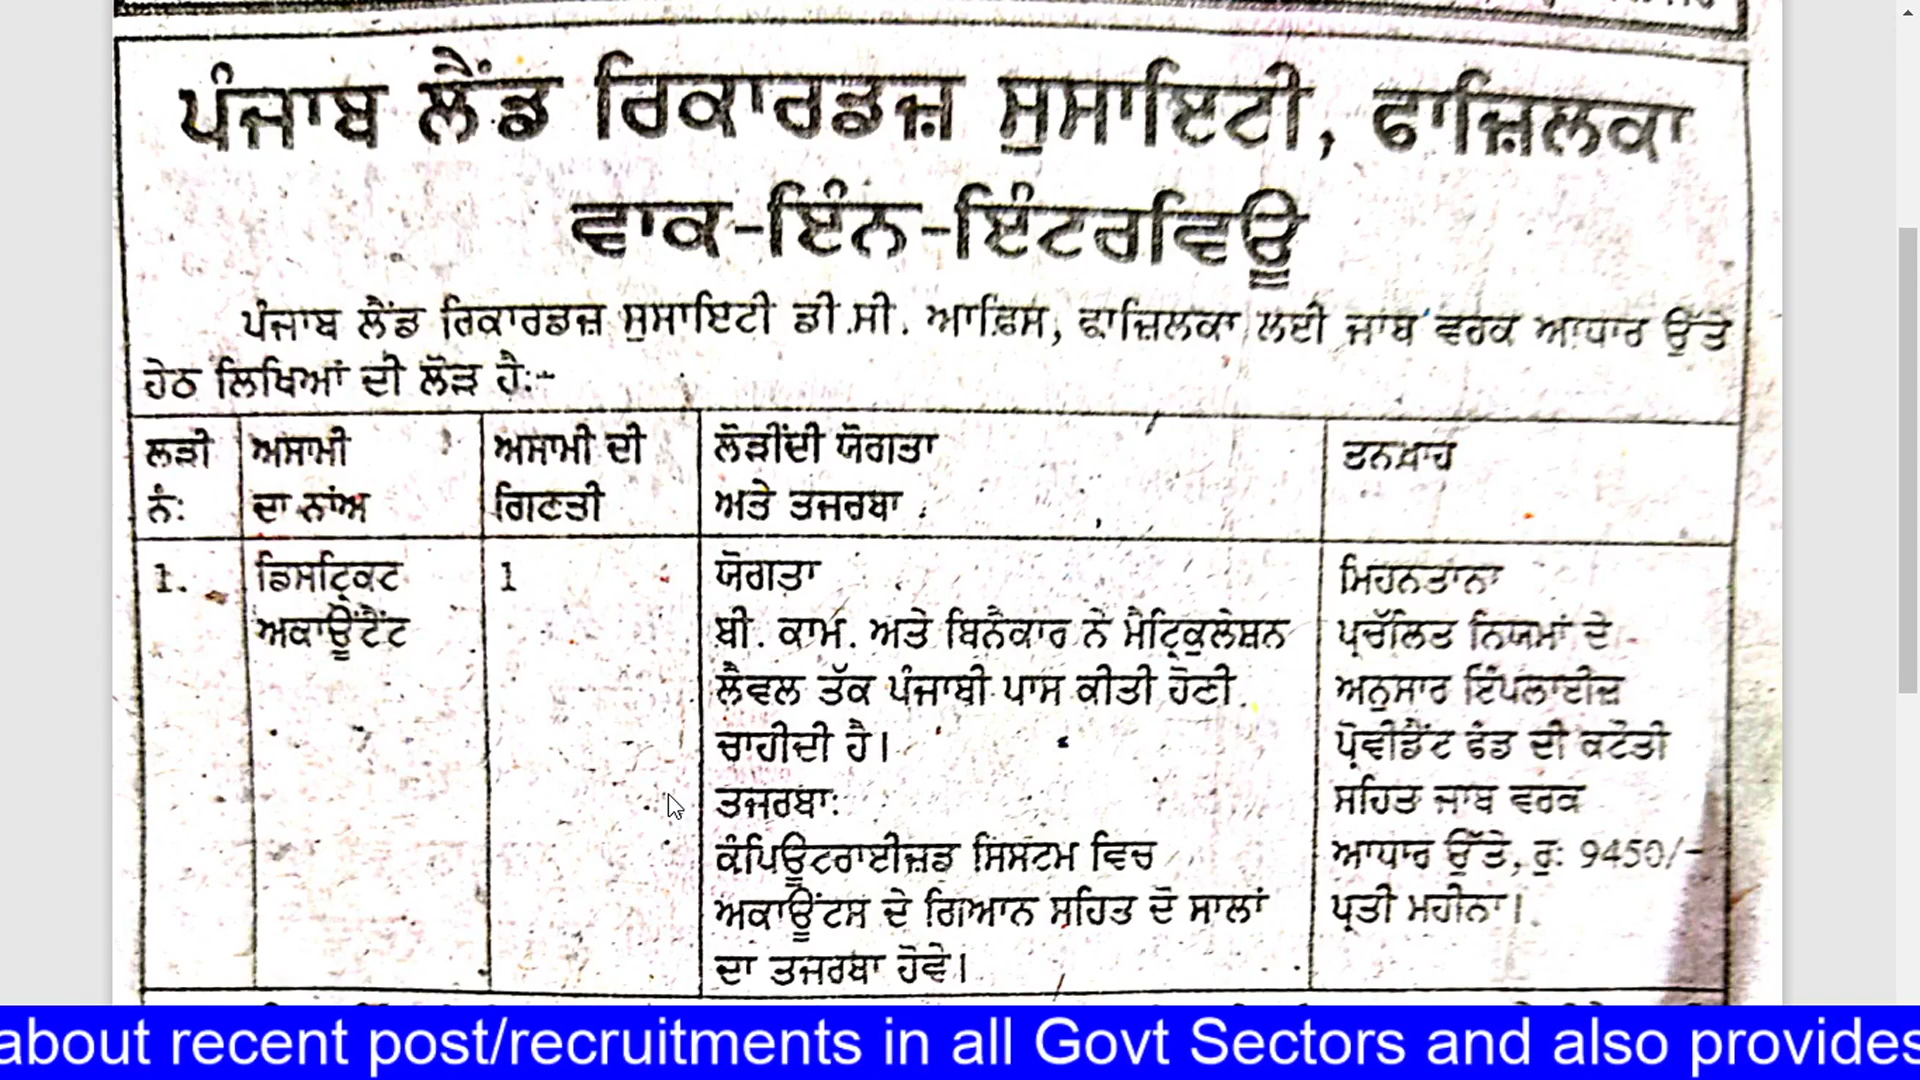 ਪੰਜਾਬ ਲੈਂਡ ਰਿਕਾਰਡਜ਼ ਸੁਸਾਇਟੀ, ਫਾਜ਼ਿਲਕਾ
ਵਾਕ-ਇੰਨ-ਇੰਟਰਵਿਊ
ਪੰਜਾਬ ਲੈਂਡ ਰਿਕਾਰਡਜ਼ ਸੁਸਾਇਟੀ ਡੀ.ਸੀ. ਆਫ਼ਿਸ, ਫਾਜ਼ਿਲਕਾ ਲਈ ਜਾਬ ਵਰਕ ਆਧਾਰ ਉੱਤੇ
ਹੇਠ ਲਿਖਿਆਂ ਦੀ ਲੋੜ ਹੈ:-
ਲੜੀ
ਨੰ:
ਅਸਾਮੀ
ਦਾ ਨਾਂਅ
ਅਸਾਮੀ ਦੀ
ਗਿਣਤੀ
ਲੋੜੀਂਦੀ ਯੋਗਤਾ
ਅਤੇ ਤਜਰਬਾ
ਤਨਖ਼ਾਹ
1.
ਡਿਸਟ੍ਰਿਕਟ
ਅਕਾਊਂਟੈਂਟ
1
ਯੋਗਤਾ
ਬੀ. ਕਾਮ. ਅਤੇ ਬਿਨੈਕਾਰ ਨੇ ਮੈਟ੍ਰਿਕੁਲੇਸ਼ਨ
ਲੈਵਲ ਤੱਕ ਪੰਜਾਬੀ ਪਾਸ ਕੀਤੀ ਹੋਣੀ
ਚਾਹੀਦੀ ਹੈ।
ਤਜਰਬਾ:
ਕੰਪਿਊਟਰਾਈਜ਼ਡ ਸਿਸਟਮ ਵਿਚ
ਅਕਾਊਂਟਸ ਦੇ ਗਿਆਨ ਸਹਿਤ ਦੋ ਸਾਲਾਂ
ਦਾ ਤਜਰਬਾ ਹੋਵੇ।
ਮਿਹਨਤਾਨਾ
ਪ੍ਰਚੱਲਿਤ ਨਿਯਮਾਂ ਦੇ
ਅਨੁਸਾਰ ਇੰਪਲਾਈਜ਼
ਪ੍ਰੋਵੀਡੈਂਟ ਫੰਡ ਦੀ ਕਟੌਤੀ
ਸਹਿਤ ਜਾਬ ਵਰਕ
ਆਧਾਰ ਉੱਤੇ, ਰੁ: 9450/-
ਪ੍ਰਤੀ ਮਹੀਨਾ।
about recent post/recruitments in all Govt Sectors and also provides